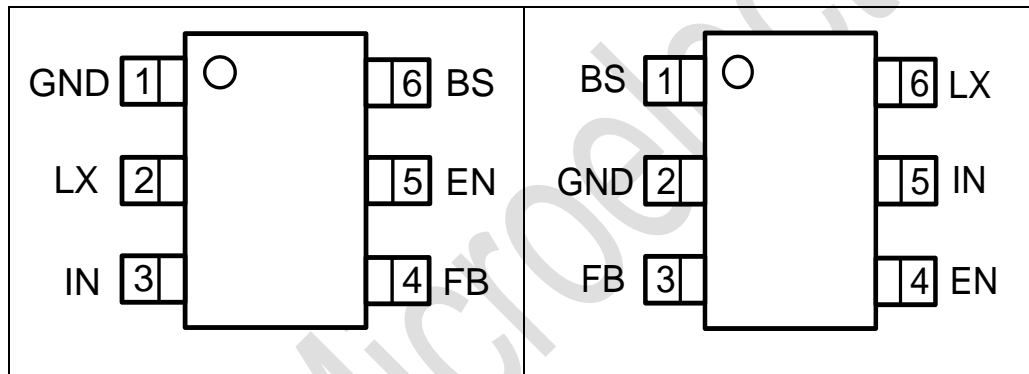 GND 1 6 BS
LX 2 5 EN
IN 3 4 FB
BS 1 6 LX
GND 2 5 IN
FB 3 4 EN